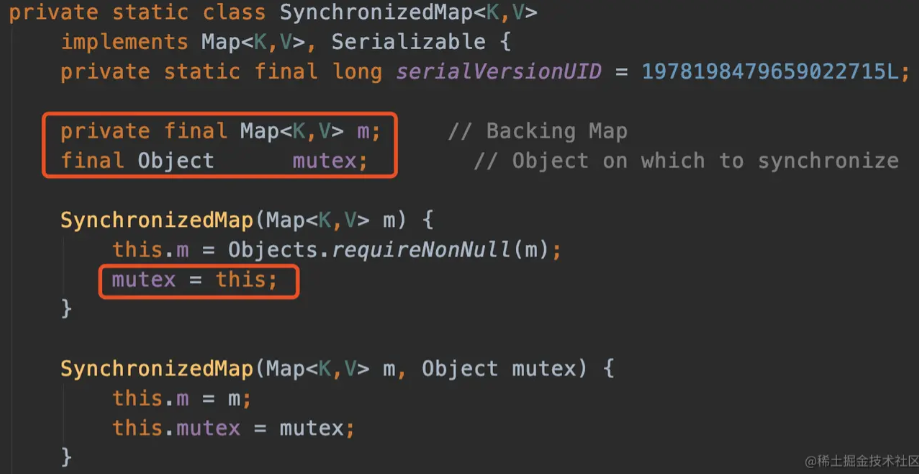 private static class SynchronizedMap<K,V>
    implements Map<K,V>, Serializable {
    private static final long serialVersionUID = 1978198479659022715L;

    private final Map<K,V> m;     // Backing Map
    final Object      mutex;        // Object on which to synchronize

    SynchronizedMap(Map<K,V> m) {
        this.m = Objects.requireNonNull(m);
        mutex = this;
    }

    SynchronizedMap(Map<K,V> m, Object mutex) {
        this.m = m;
        this.mutex = mutex;
    }
@稀土掘金技术社区